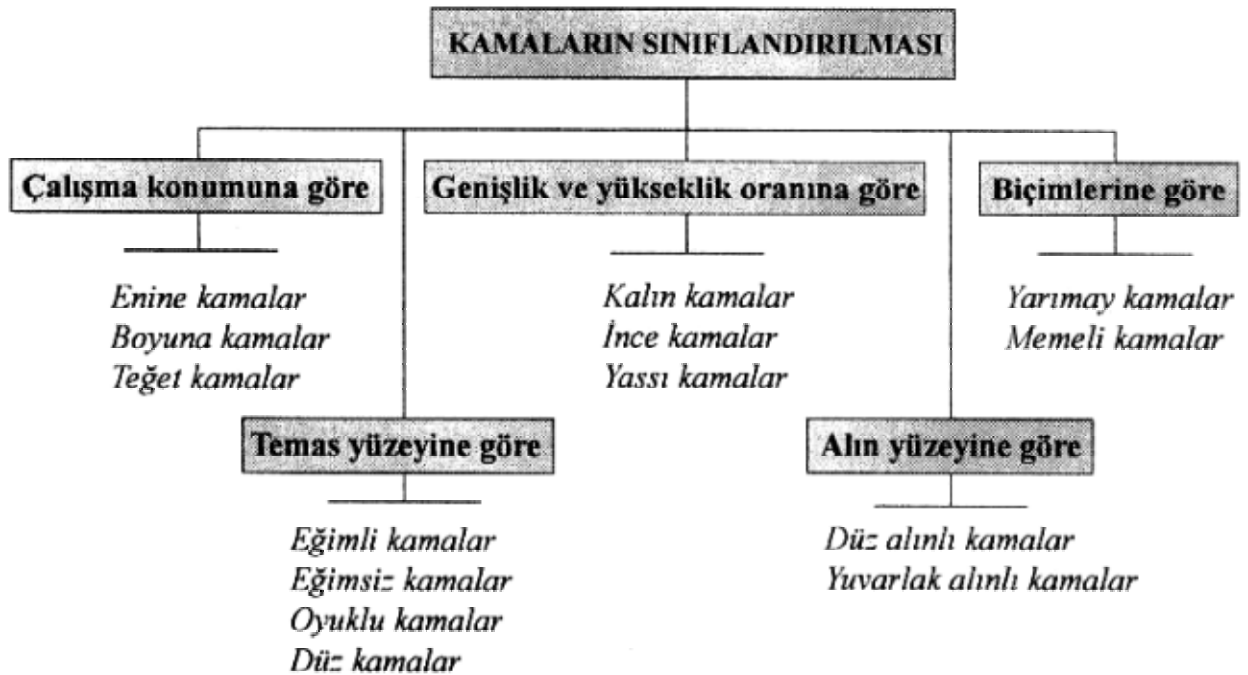 KAMALARIN SINIFLANDIRILMASI
Çalışma konumuna göre
Enine kamalar
Boyuna kamalar
Teğet kamalar
Temas yüzeyine göre
Eğimli kamalar
Eğimsiz kamalar
Oyuklu kamalar
Düz kamalar
Genişlik ve yükseklik oranına göre
Kalın kamalar
İnce kamalar
Yassı kamalar
Alın yüzeyine göre
Düz alınlı kamalar
Yuvarlak alınlı kamalar
Biçimlerine göre
Yarımay kamalar
Memeli kamalar